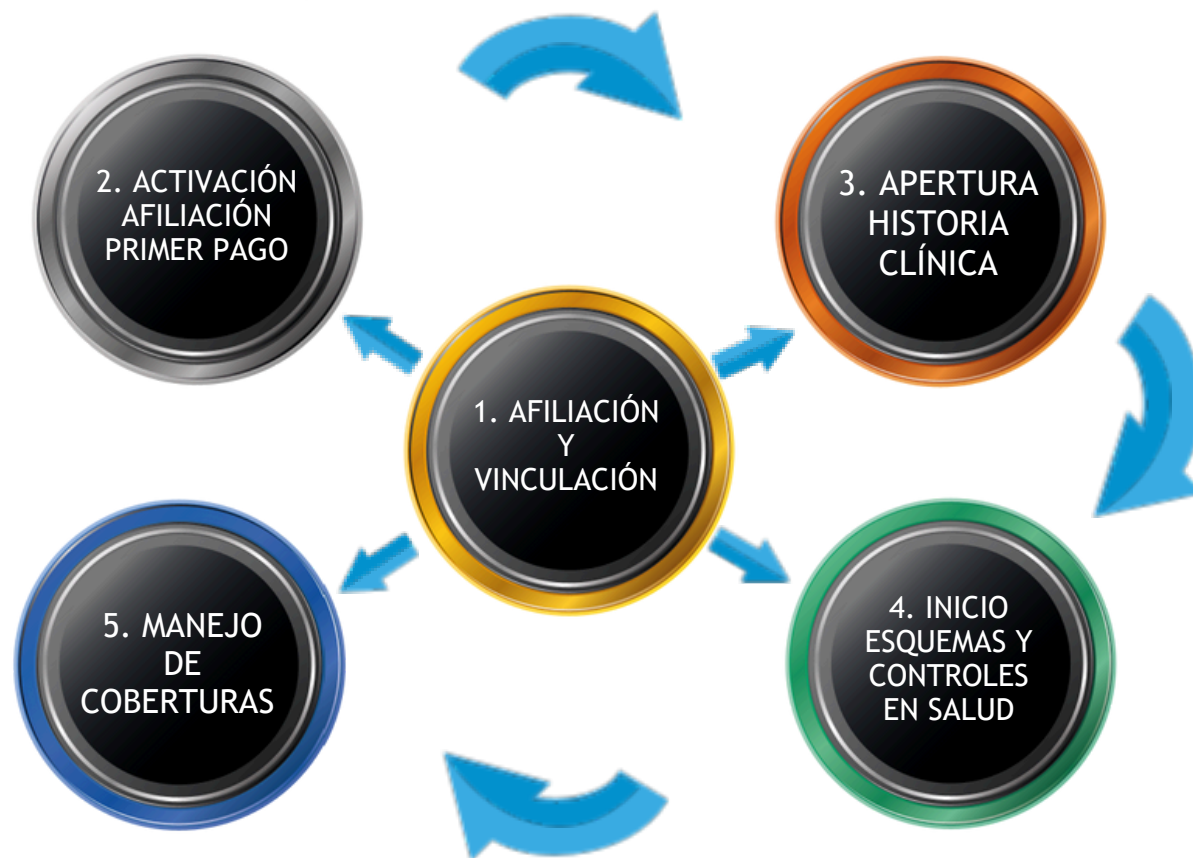 2. ACTIVACIÓN
AFILIACIÓN
PRIMER PAGO
3. APERTURA
HISTORIA
CLÍNICA
1. AFILIACIÓN
Y
VINCULACIÓN
5. MANEJO
DE
COBERTURAS
4. INICIO
ESQUEMAS Y
CONTROLES
EN SALUD